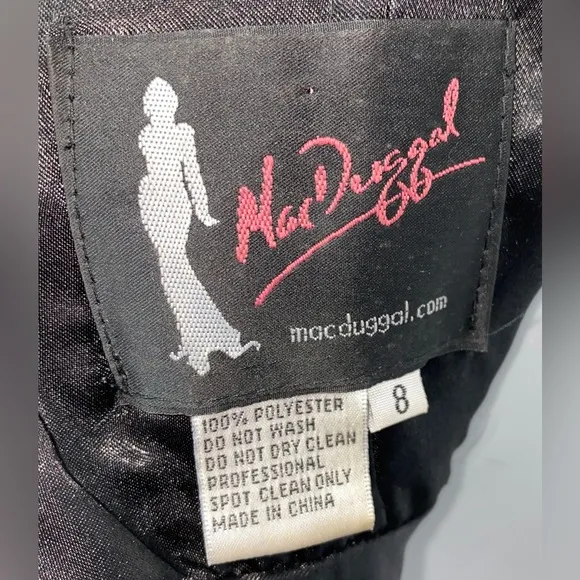 Mac Duggal
macduggal.com
8
100% POLYESTER
DO NOT WASH
DO NOT DRY CLEAN
PROFESSIONAL
SPOT CLEAN ONLY
MADE IN CHINA